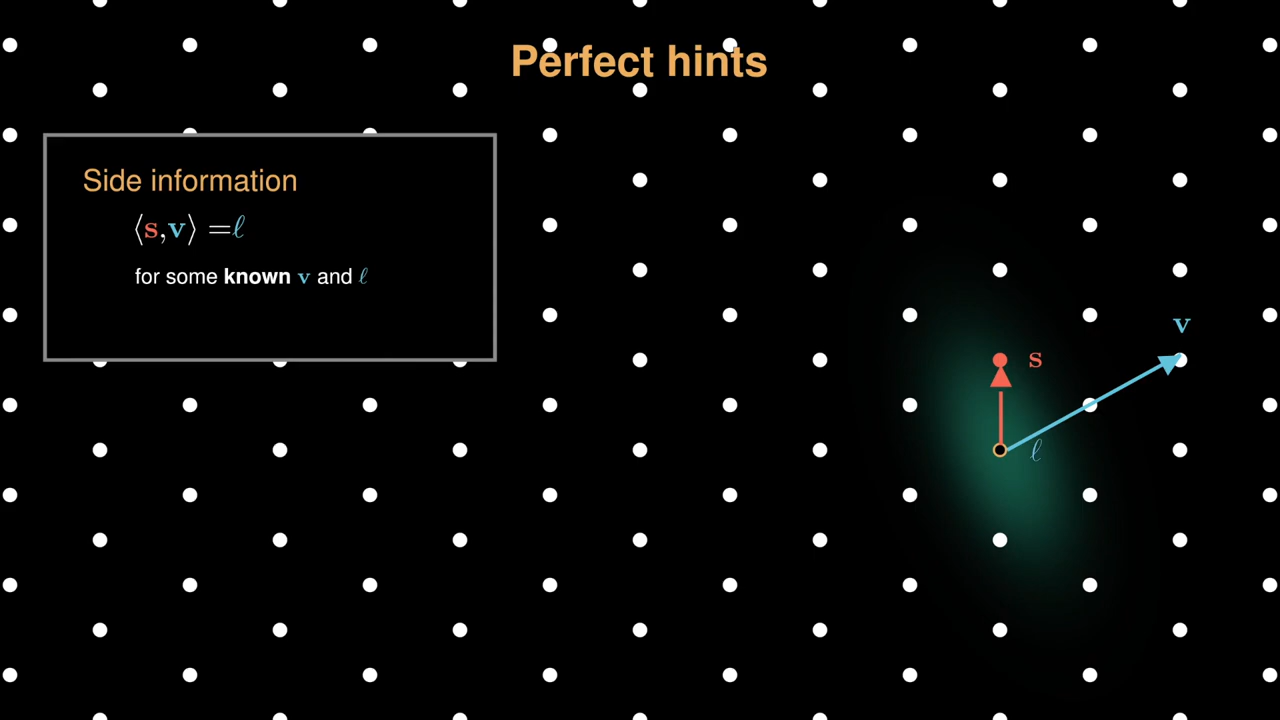 Perfect hints
Side information
⟨s,v⟩ =ℓ
for some known v and ℓ
v
s
ℓ